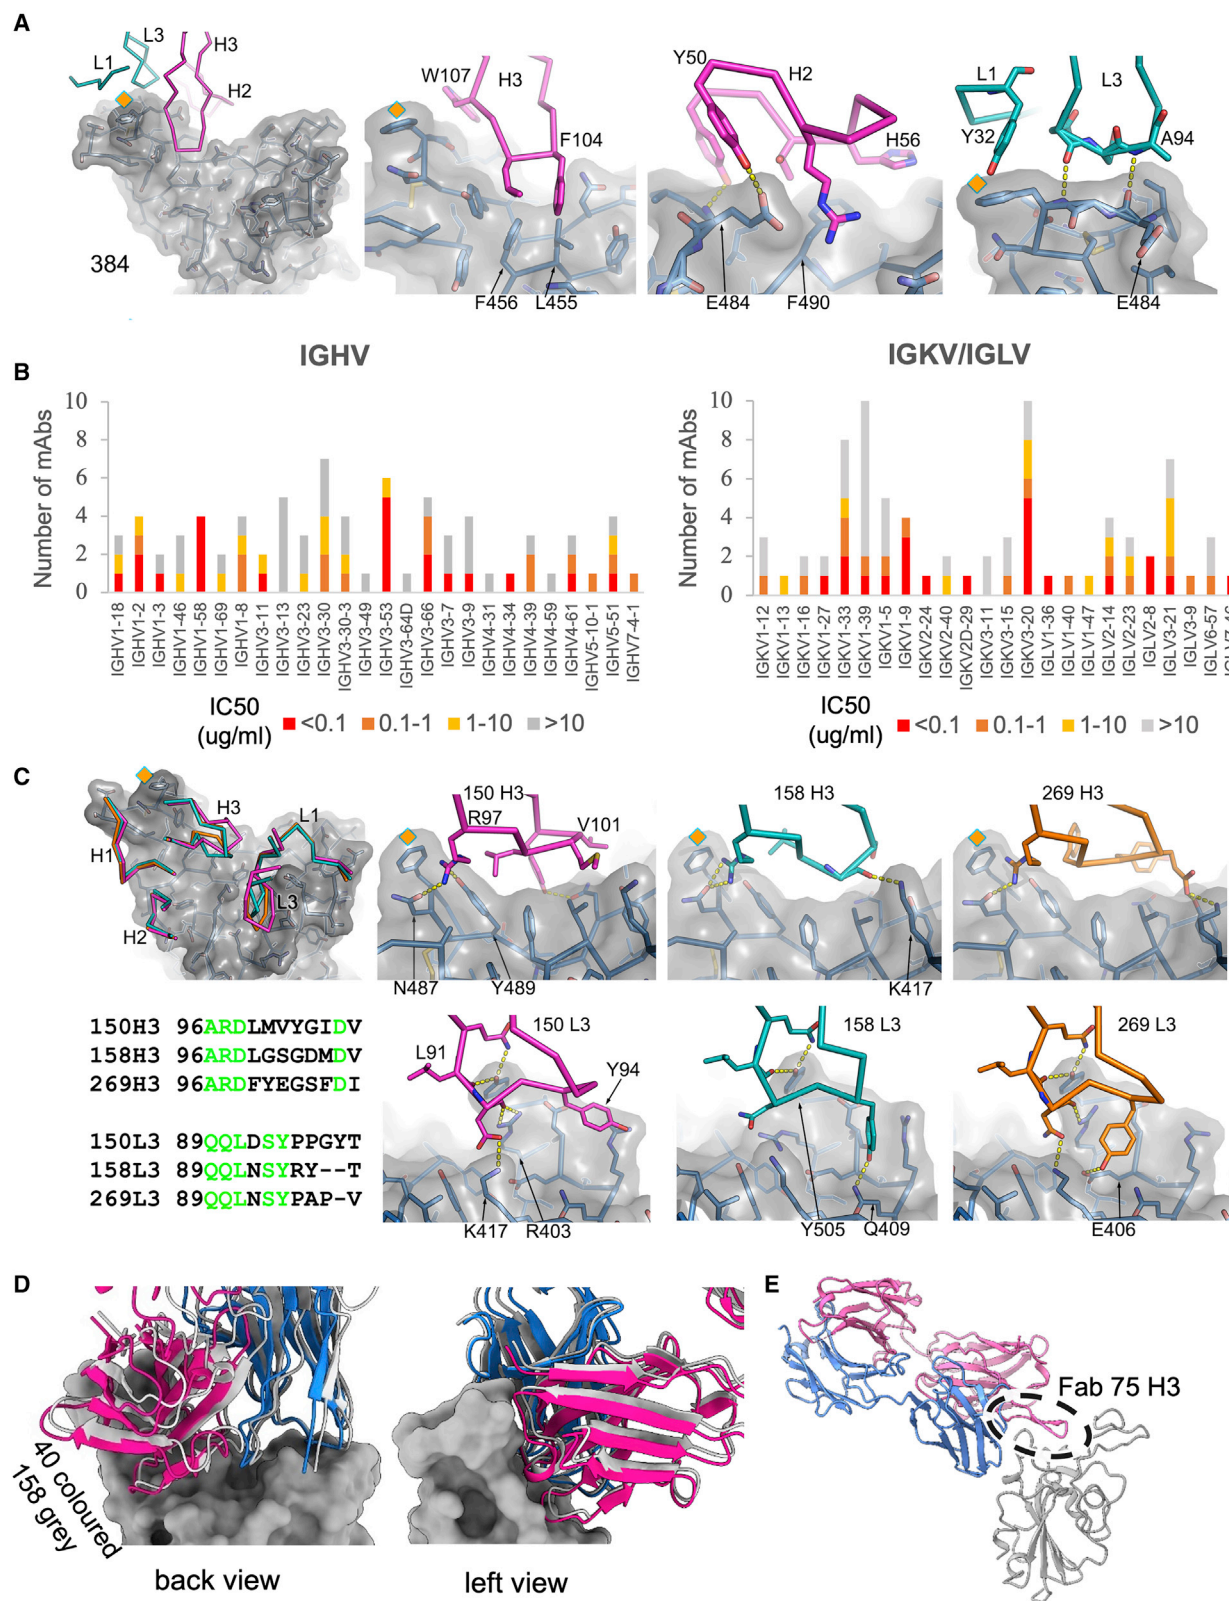 A
L1
L3
H3
H2
384
W107
H3
F104
F456
L455
Y50
H2
H56
E484
F490
L1
L3
Y32
A94
E484
B
IGHV
Number of mAbs
10
8
6
4
2
0
IGHV1-18
IGHV1-2
IGHV1-3
IGHV1-46
IGHV1-58
IGHV1-69
IGHV1-8
IGHV3-11
IGHV3-13
IGHV3-23
IGHV3-30
IGHV3-30-3
IGHV3-49
IGHV3-53
IGHV3-64D
IGHV3-66
IGHV3-7
IGHV3-9
IGHV4-31
IGHV4-34
IGHV4-39
IGHV4-59
IGHV4-61
IGHV5-10-1
IGHV5-51
IGHV7-4-1
IC50
(ug/ml)
<0.1 0.1-1 1-10 >10
IGKV/IGLV
Number of mAbs
10
8
6
4
2
0
IGKV1-12
IGKV1-13
IGKV1-16
IGKV1-27
IGKV1-33
IGKV1-39
IGKV1-5
IGKV1-9
IGKV2-24
IGKV2-40
IGKV2D-29
IGKV3-11
IGKV3-15
IGKV3-20
IGLV1-36
IGLV1-40
IGLV1-47
IGLV2-14
IGLV2-23
IGLV2-8
IGLV3-21
IGLV3-9
IGLV6-57
IC50
(ug/ml)
<0.1 0.1-1 1-10 >10
C
H3
L1
H1
L3
H2
150 H3
R97
V101
N487
Y489
158 H3
K417
269 H3
150H3 96ARDLMVYGIDV
158H3 96ARDLGSGDMDV
269H3 96ARDFYEGSFDI
150L3 89QQLDSYPPGYT
158L3 89QQLNSYRY--T
269L3 89QQLNSYPAP-V
150 L3
L91
Y94
K417
R403
158 L3
Y505
Q409
269 L3
E406
D
40 coloured
158 grey
back view
left view
E
Fab 75 H3